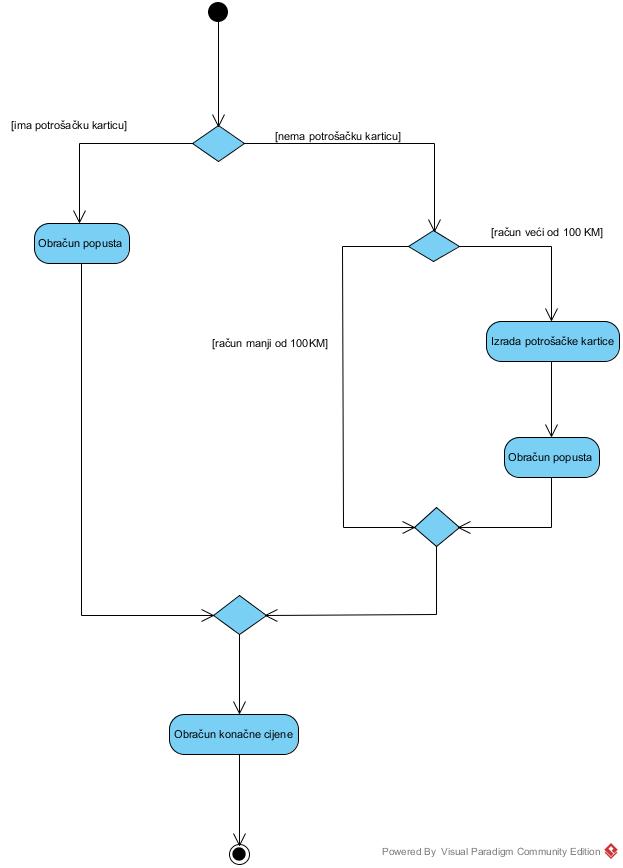 [ima potrošačku karticu]
[nema potrošačku karticu]
[račun veći od 100 KM]
Obračun popusta
[račun manji od 100KM]
Izrada potrošačke kartice
Obračun popusta
Obračun konačne cijene
Powered By Visual Paradigm Community Edition